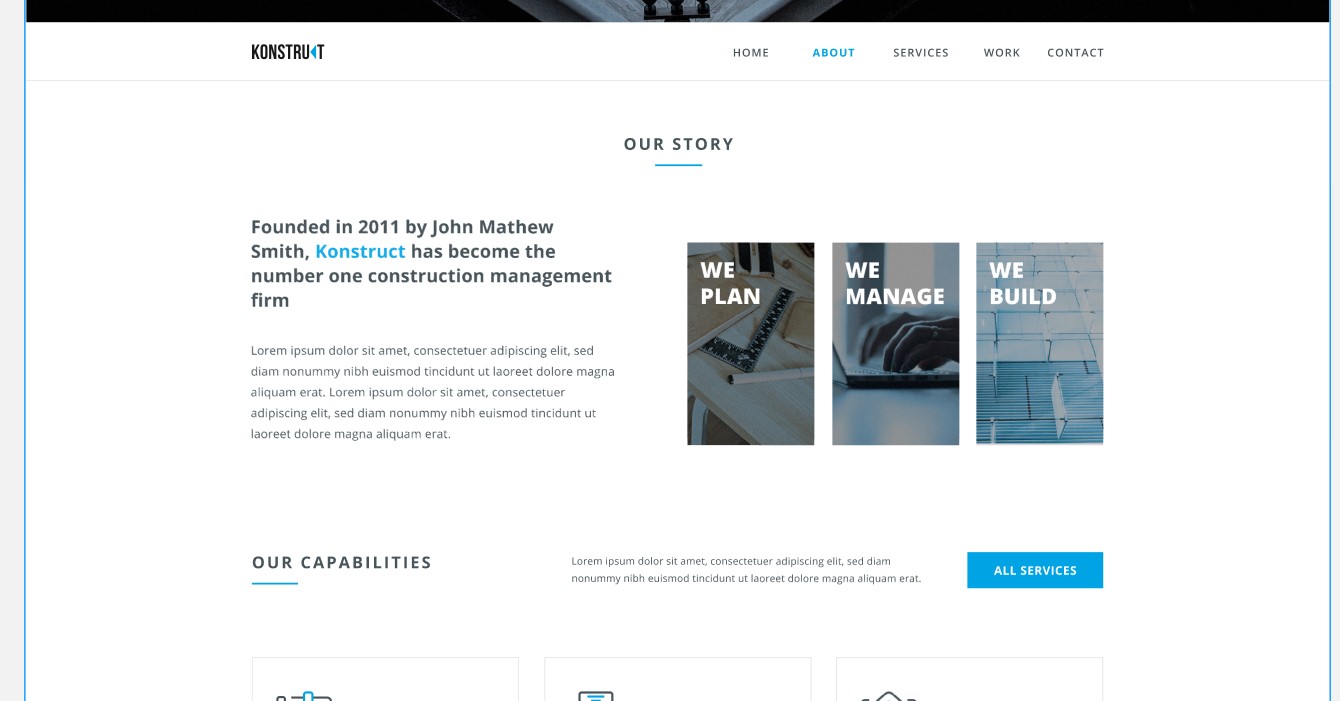 KONSTRUKT
HOME ABOUT SERVICES WORK CONTACT
OUR STORY
Founded in 2011 by John Mathew
Smith, Konstruct has become the
number one construction management
firm
Lorem ipsum dolor sit amet, consectetuer adipiscing elit, sed
diam nonummy nibh euismod tincidunt ut laoreet dolore magna
aliquam erat. Lorem ipsum dolor sit amet, consectetuer
adipiscing elit, sed diam nonummy nibh euismod tincidunt ut
laoreet dolore magna aliquam erat.
WE
PLAN
WE
MANAGE
WE
BUILD
OUR CAPABILITIES
Lorem ipsum dolor sit amet, consectetuer adipiscing elit, sed diam
nonummy nibh euismod tincidunt ut laoreet dolore magna aliquam erat.
ALL SERVICES